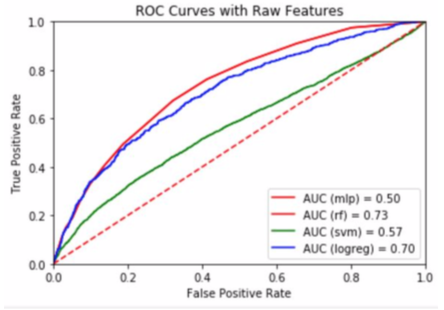 ROC Curves with Raw Features
1.0
0.8
0.6
0.4
0.2
0.0
True Positive Rate
AUC (mlp) = 0.50
AUC (rf) = 0.73
AUC (svm) = 0.57
AUC (logreg) = 0.70
0.0 0.2 0.4 0.6 0.8 1.0
False Positive Rate